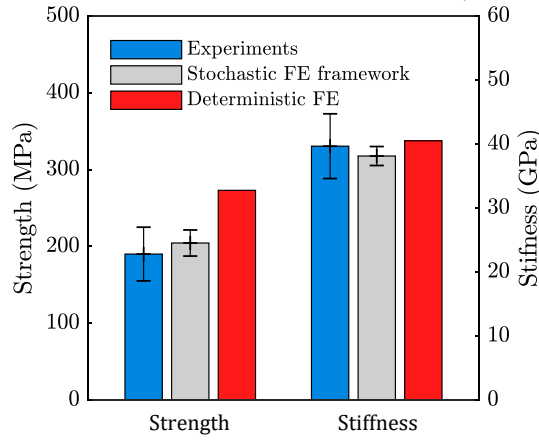 500
400
300
200
100
0
Strength (MPa)
Experiments
Stochastic FE framework
Deterministic FE
60
50
40
30
20
10
0
Stifness (GPa)
Strength
Stiffness